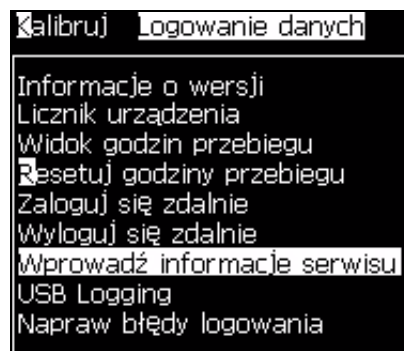 Kalibruj Logowanie danych
Informacje o wersji
Licznik urządzenia
Widok godzin przebiegu
Resetuj godziny przebiegu
Zaloguj się zdalnie
Wyloguj się zdalnie
Wprowadź informacje serwisu
USB Logging
Napraw błędy logowania